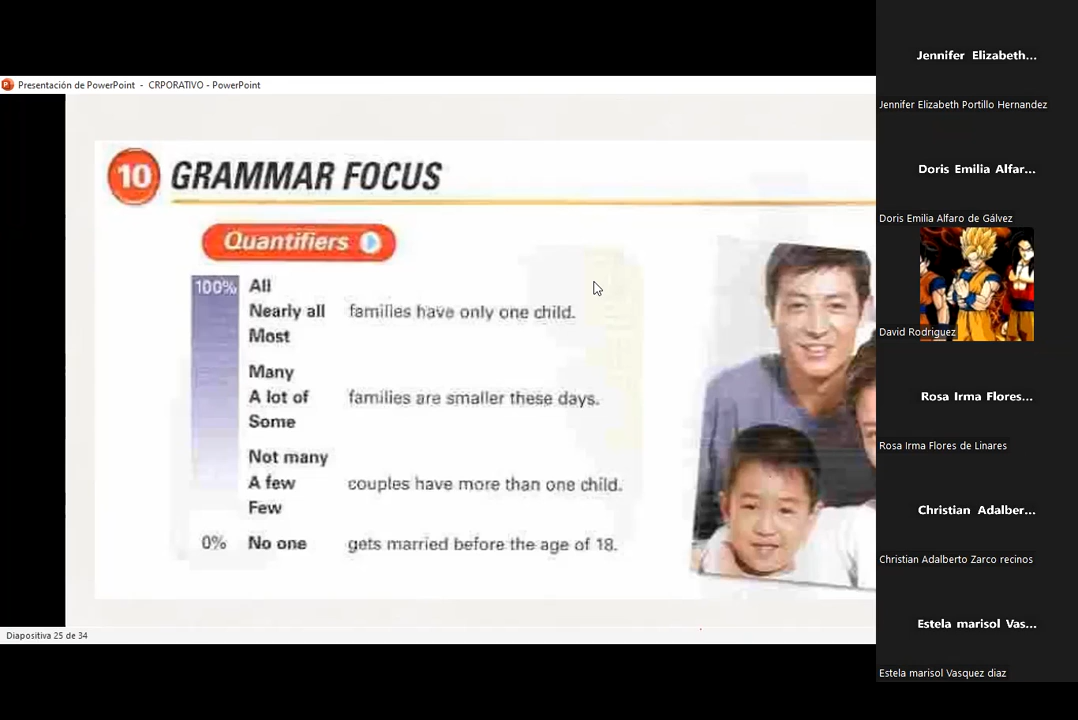 Presentación de PowerPoint - CRPORATIVO - PowerPoint
10 GRAMMAR FOCUS
Quantifiers
100% All
Nearly all families have only one child.
Most
Many
A lot of families are smaller these days.
Some
Not many
A few couples have more than one child.
Few
0% No one gets married before the age of 18.
Diapositiva 25 de 34
Jennifer Elizabeth...
Jennifer Elizabeth Portillo Hernandez
Doris Emilia Alfar...
Doris Emilia Alfaro de Gálvez
David Rodriguez
Rosa Irma Flores...
Rosa Irma Flores de Linares
Christian Adalber...
Christian Adalberto Zarco recinos
Estela marisol Vas...
Estela marisol Vasquez diaz